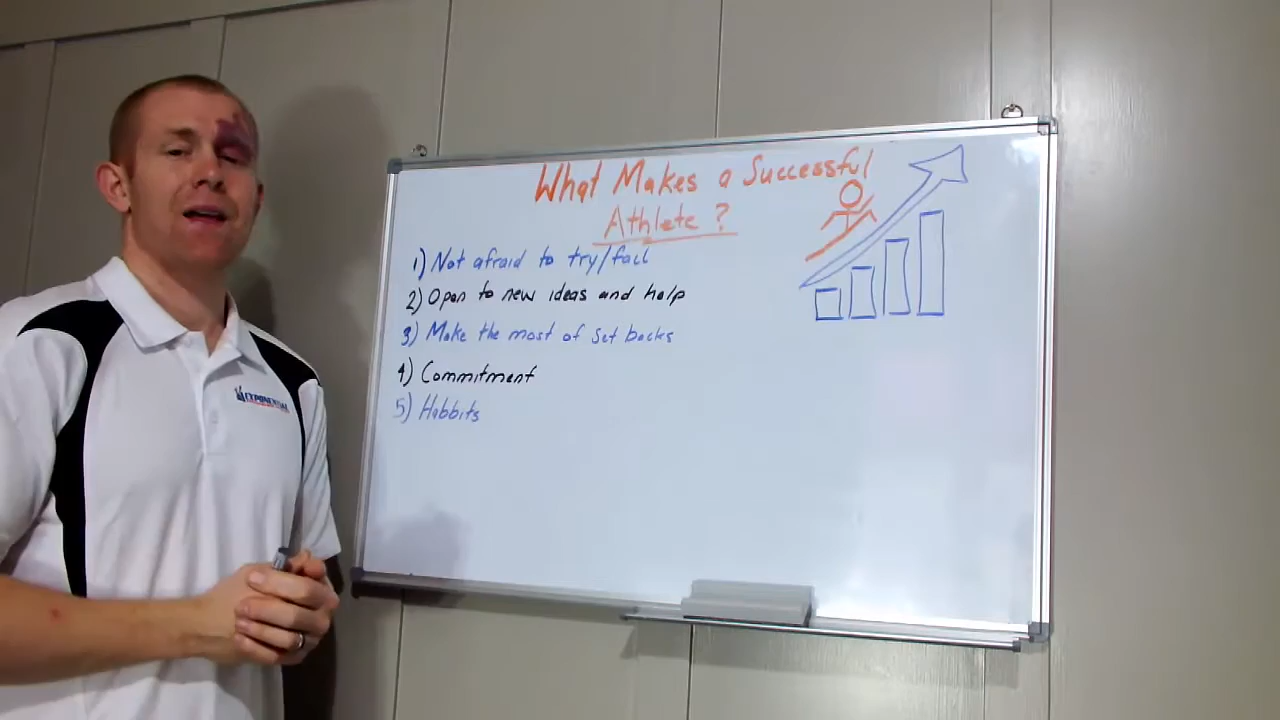 What Makes a Successful
Athlete?
1) Not afraid to try/fail
2) Open to new ideas and help
3) Make the most of set backs
4) Commitment
5) Habbits
EXPONENTIAL